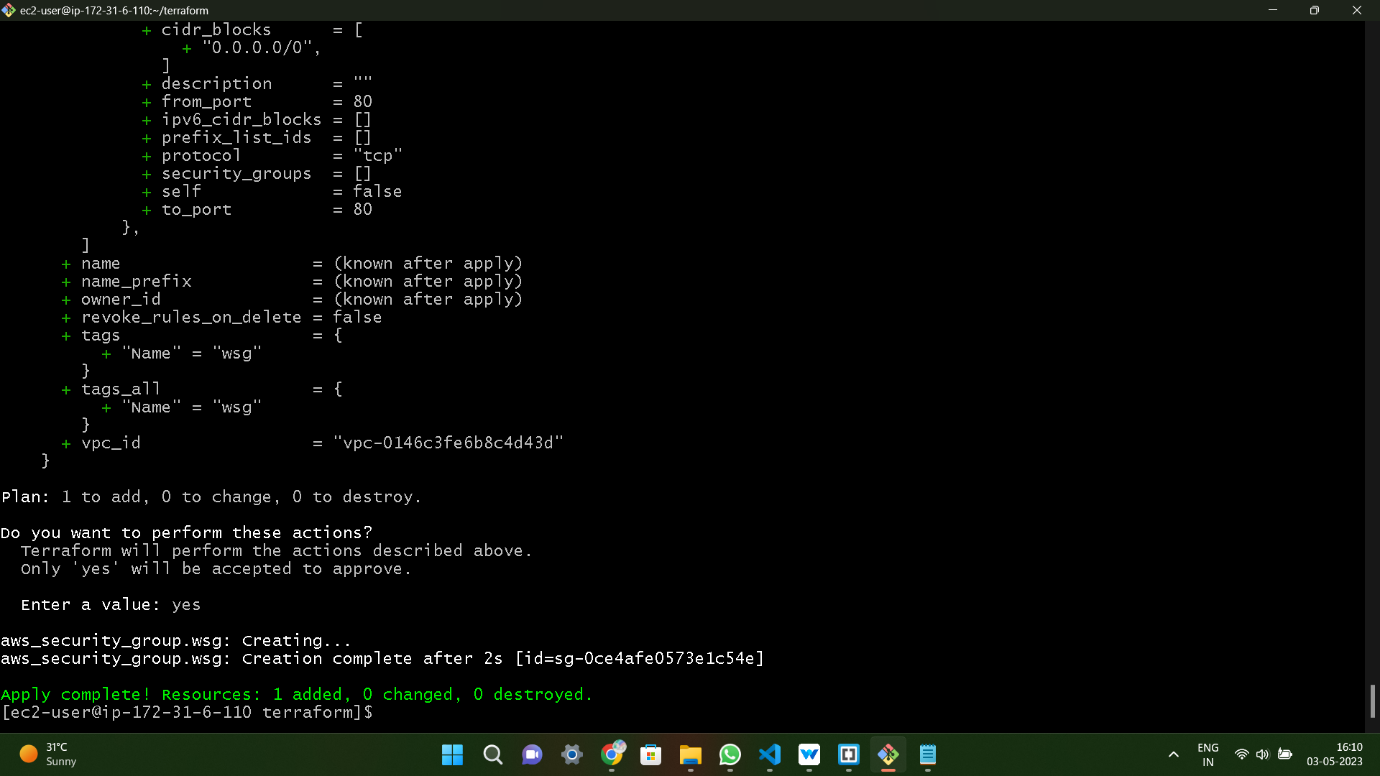 ec2-user@ip-172-31-6-110:~/terraform
+ cidr_blocks = [
+ "0.0.0.0/0",
]
+ description = ""
+ from_port = 80
+ ipv6_cidr_blocks = []
+ prefix_list_ids = []
+ protocol = "tcp"
+ security_groups = []
+ self = false
+ to_port = 80
},
]
+ name = (known after apply)
+ name_prefix = (known after apply)
+ owner_id = (known after apply)
+ revoke_rules_on_delete = false
+ tags = {
+ "Name" = "wsg"
}
+ tags_all = {
+ "Name" = "wsg"
}
+ vpc_id = "vpc-0146c3fe6b8c4d43d"
}
Plan: 1 to add, 0 to change, 0 to destroy.
Do you want to perform these actions?
Terraform will perform the actions described above.
Only 'yes' will be accepted to approve.
Enter a value: yes
aws_security_group.wsg: Creating...
aws_security_group.wsg: Creation complete after 2s [id=sg-0ce4afe0573e1c54e]
Apply complete! Resources: 1 added, 0 changed, 0 destroyed.
[ec2-user@ip-172-31-6-110 terraform]$
31°C
Sunny
ENG
IN
16:10
03-05-2023